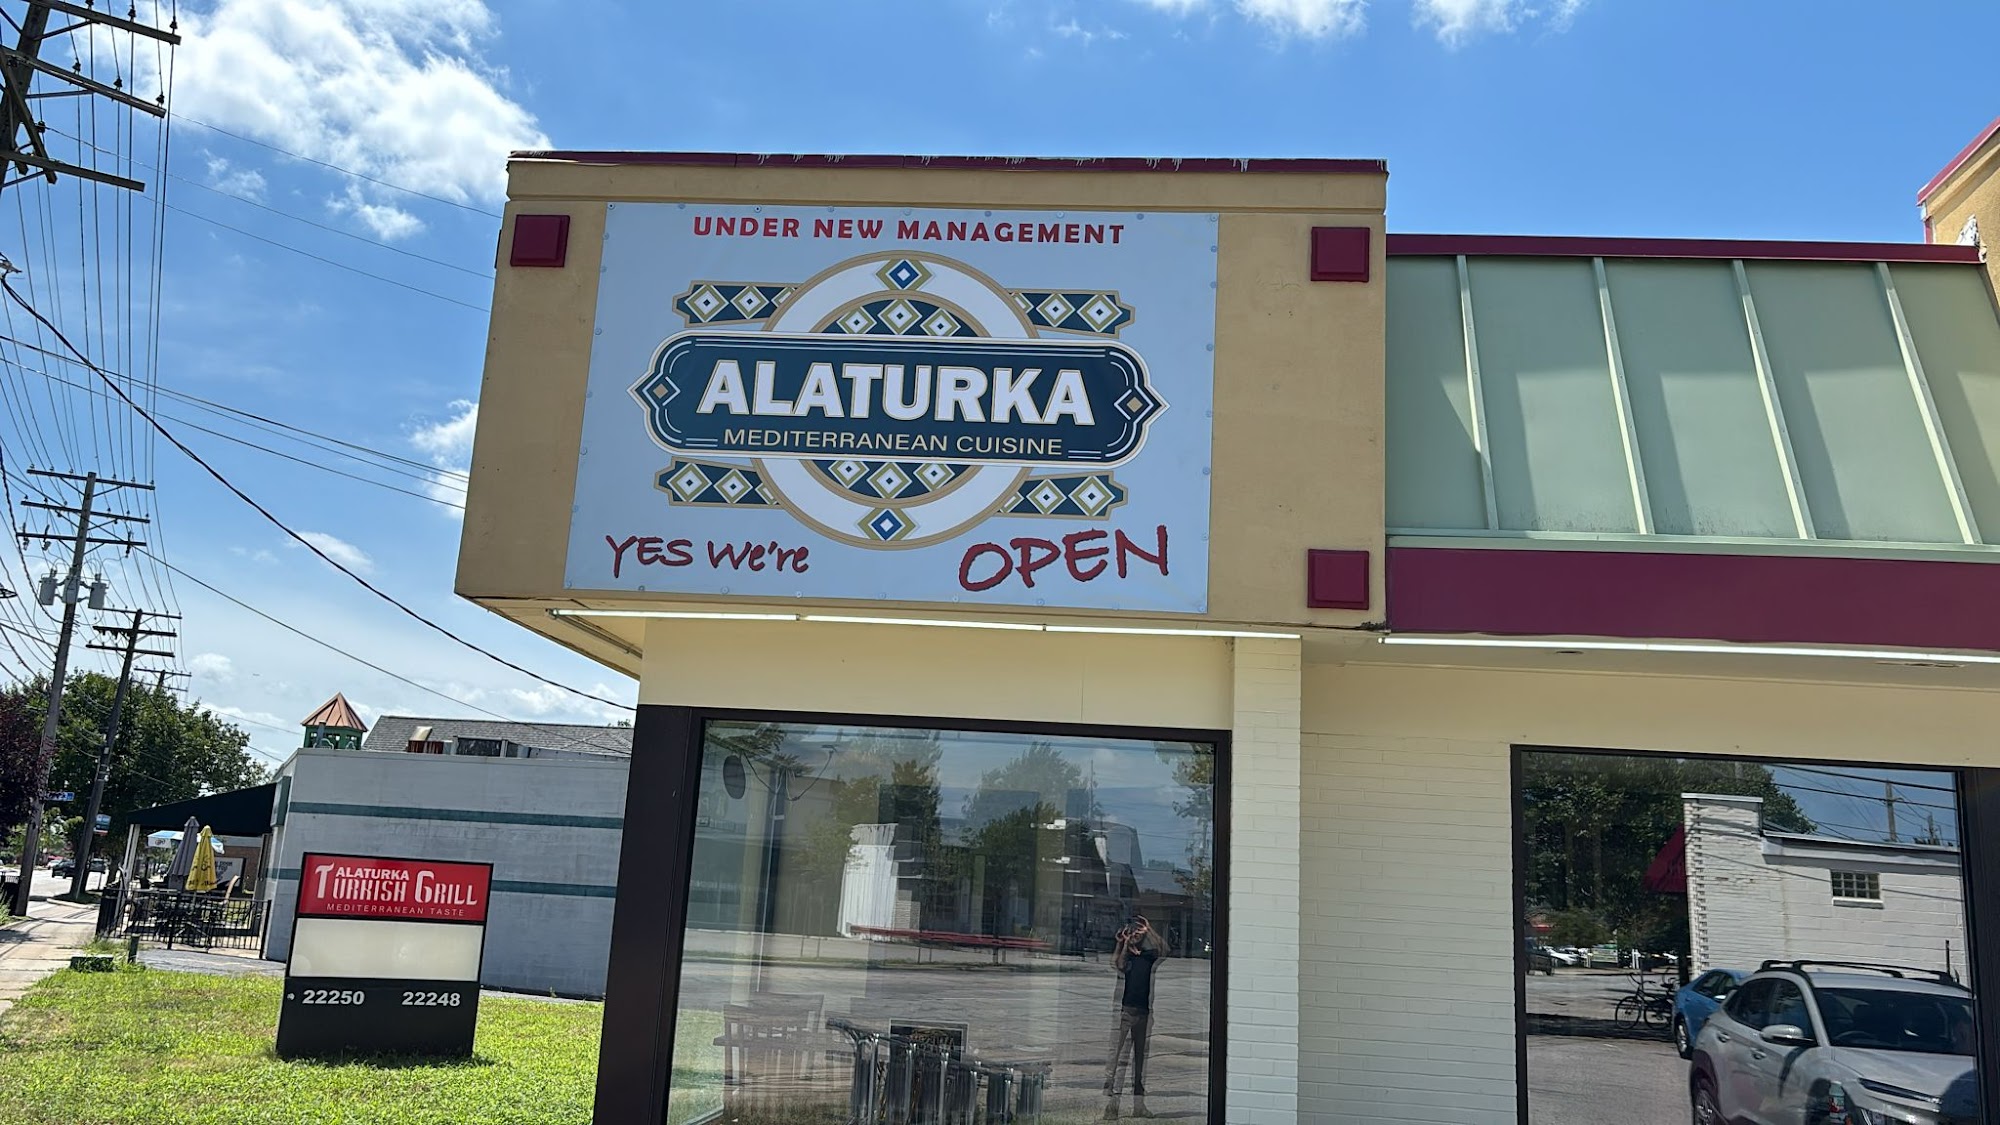 UNDER NEW MANAGEMENT
ALATURKA
MEDITERRANEAN CUISINE
YES We're OPEN
ALATURKA
TURKISH GRILL
MEDITERRANEAN TASTE
22250 22248